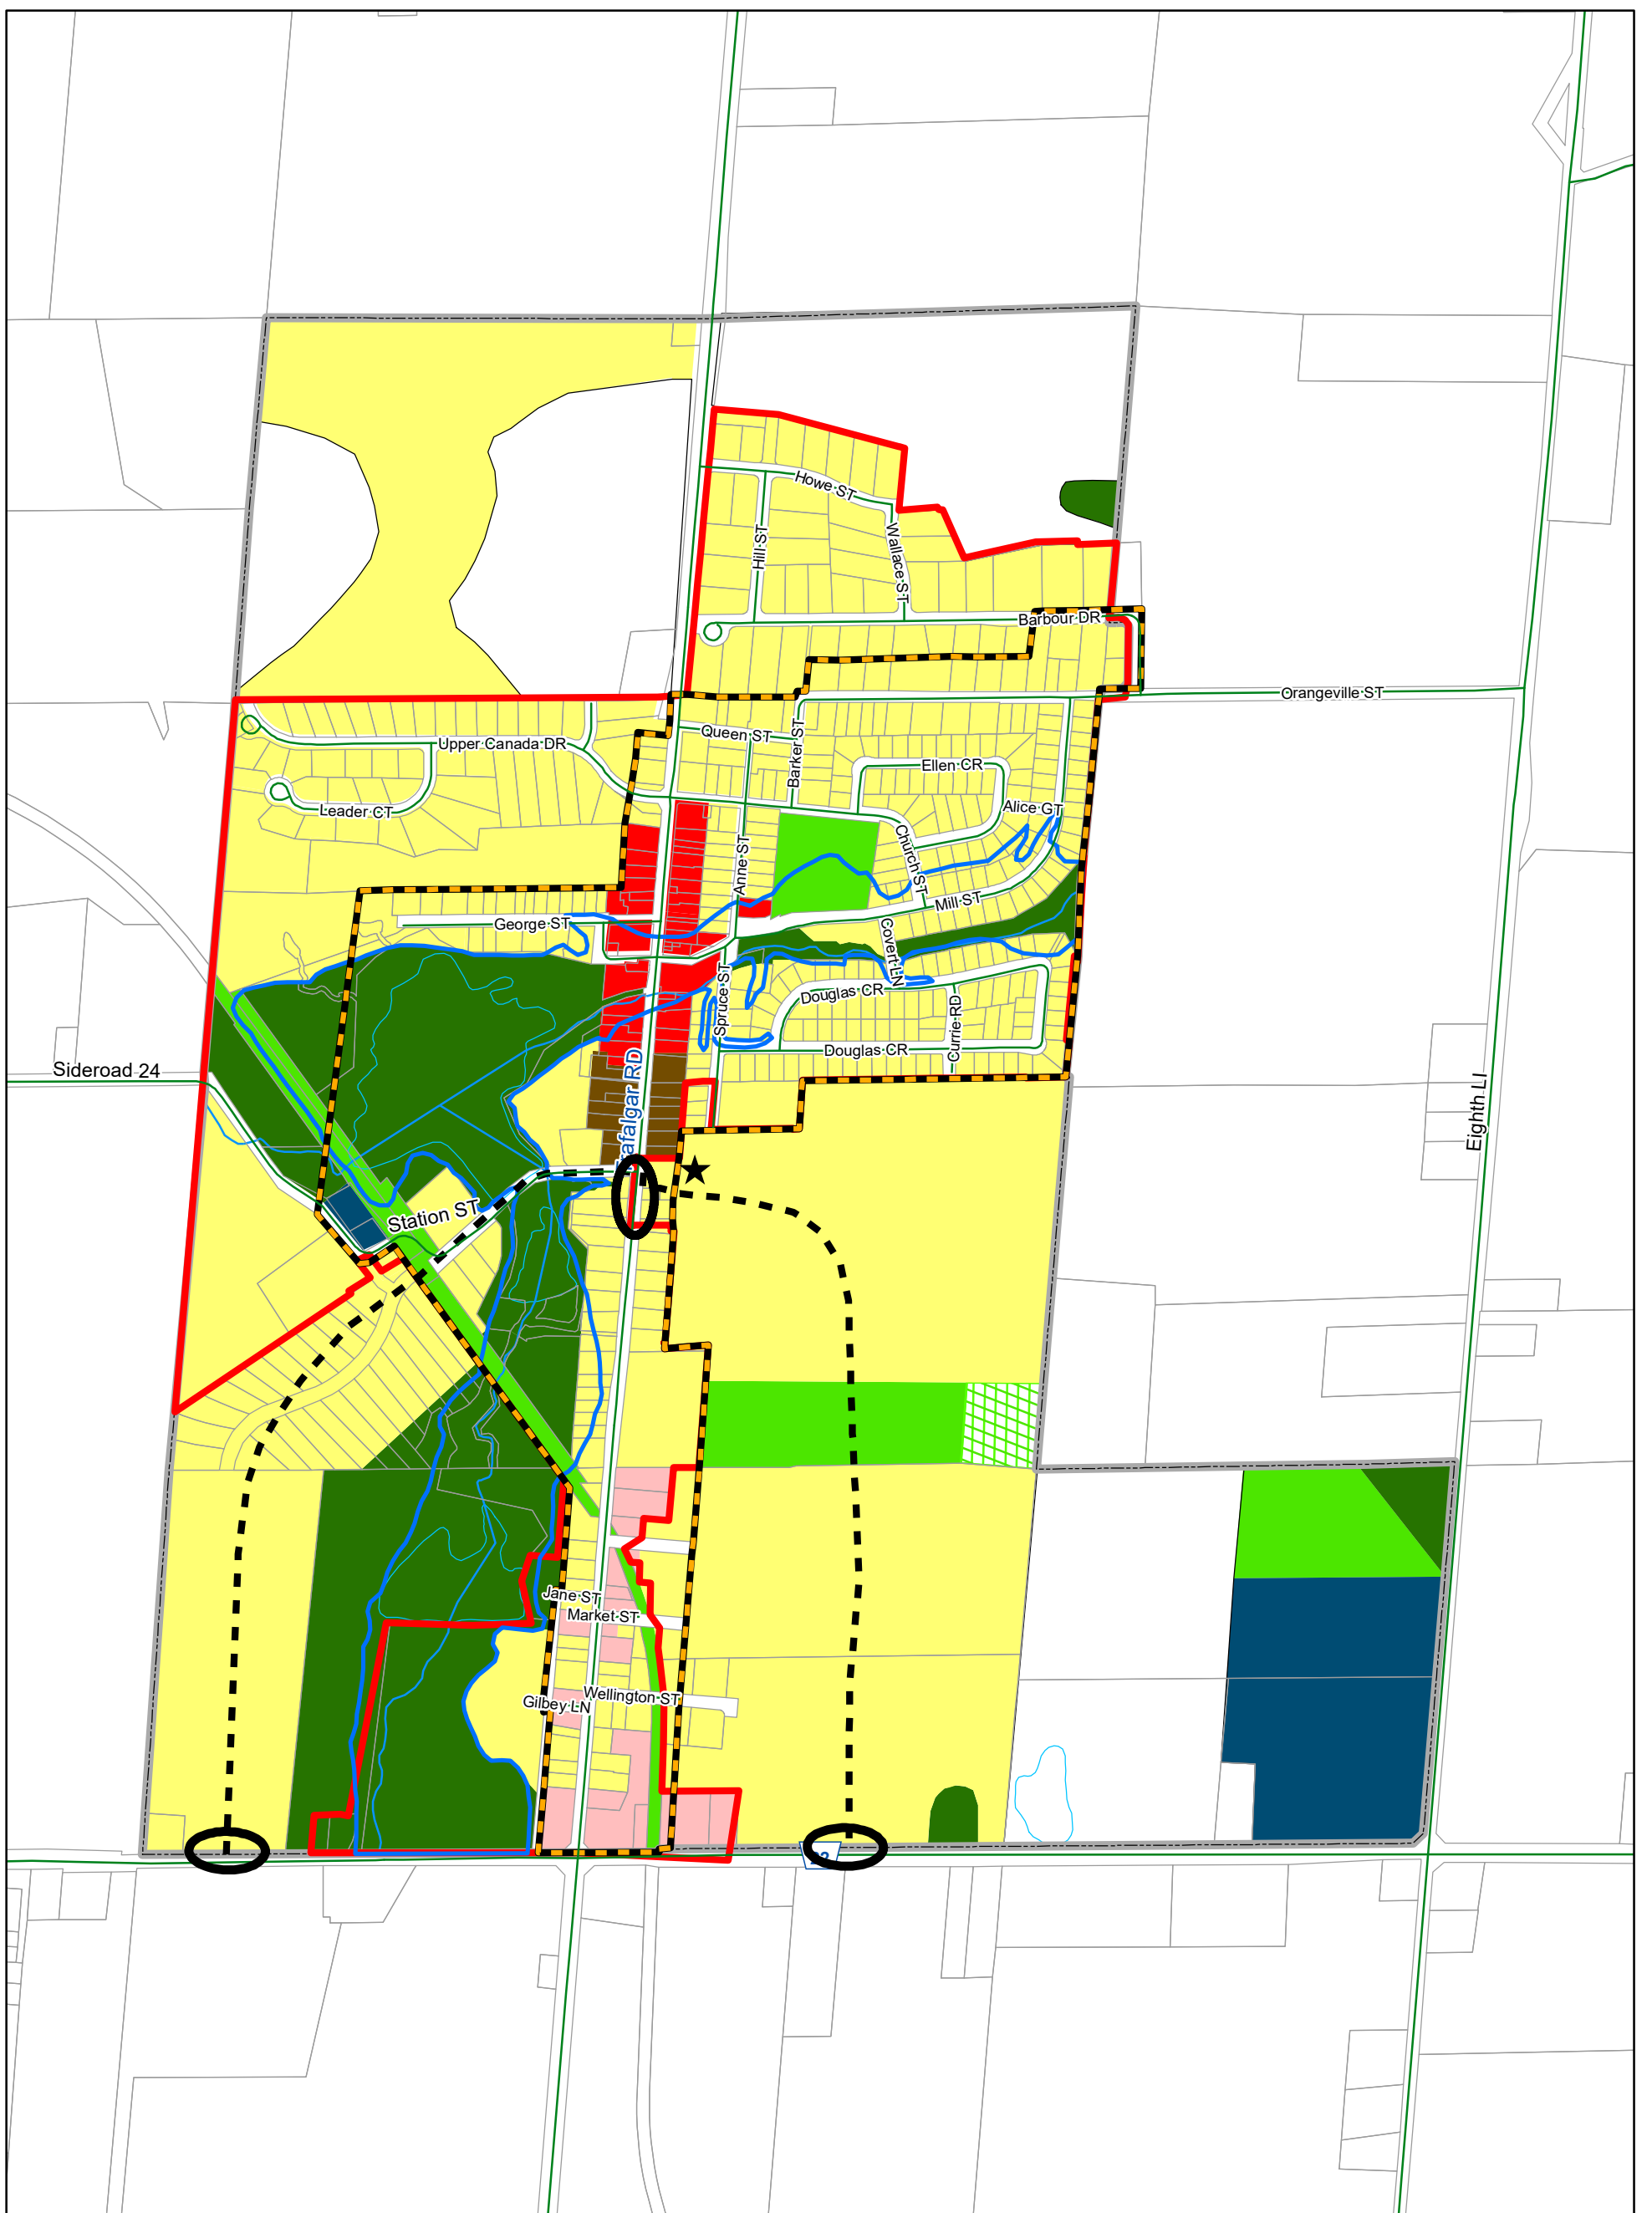 Howe ST
Hill ST
Wallace ST
Barbour DR
Orangeville ST
Queen ST
Upper Canada DR
Barker ST
Ellen CR
Leader CT
Alice GT
Anne ST
Church ST
Mill ST
George ST
Covert LN
Douglas CR
Spruce ST
Currie RD
Douglas CR
Sideroad 24
Eighth LI
afalgar RD
Station ST
Jane ST
Market ST
Wellington ST
Gilbey LN